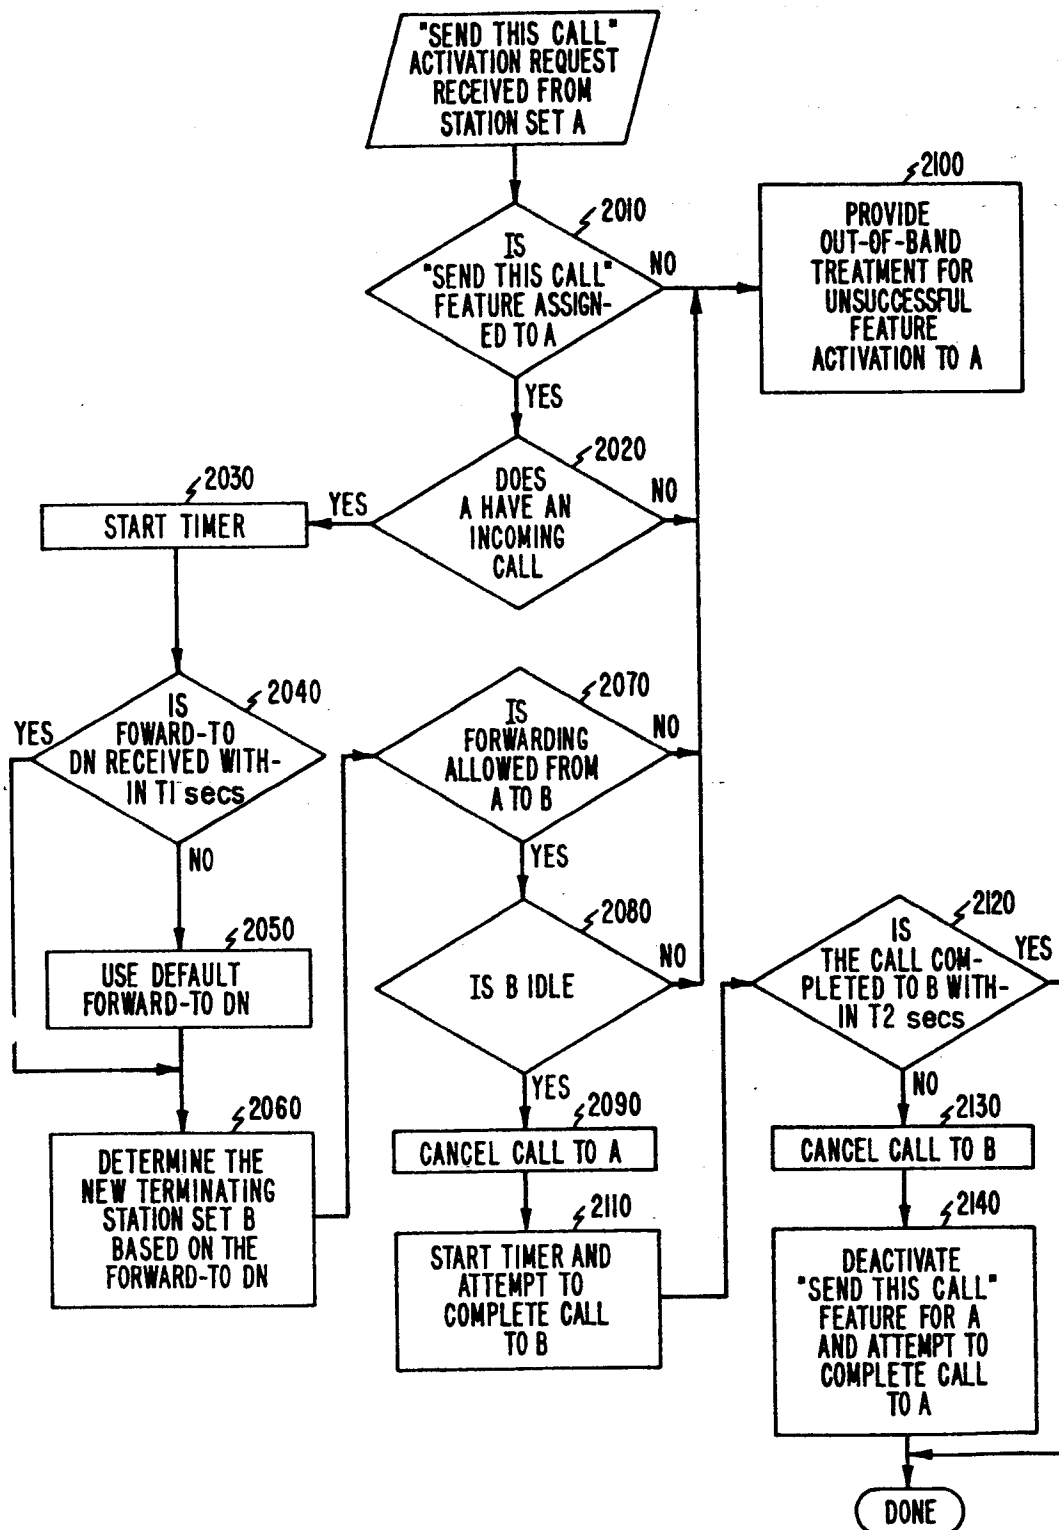 "SEND THIS CALL"
ACTIVATION REQUEST
RECEIVED FROM
STATION SET A
2100
PROVIDE
OUT-OF-BAND
TREATMENT FOR
UNSUCCESSFUL
FEATURE
ACTIVATION TO A
2010
IS
"SEND THIS CALL"
FEATURE ASSIGN-
ED TO A
NO
YES
2020
DOES
A HAVE AN
INCOMING
CALL
NO
YES
2030
START TIMER
2040
IS
FOWARD-TO
DN RECEIVED WITH-
IN T1 secs
YES
NO
2050
USE DEFAULT
FORWARD-TO DN
2060
DETERMINE THE
NEW TERMINATING
STATION SET B
BASED ON THE
FORWARD-TO DN
2070
IS
FORWARDING
ALLOWED FROM
A TO B
NO
YES
2080
IS B IDLE
NO
YES
2090
CANCEL CALL TO A
2110
START TIMER AND
ATTEMPT TO
COMPLETE CALL
TO B
2120
IS
THE CALL COM-
PLETED TO B WITH-
IN T2 secs
YES
NO
2130
CANCEL CALL TO B
2140
DEACTIVATE
"SEND THIS CALL"
FEATURE FOR A
AND ATTEMPT TO
COMPLETE CALL
TO A
DONE